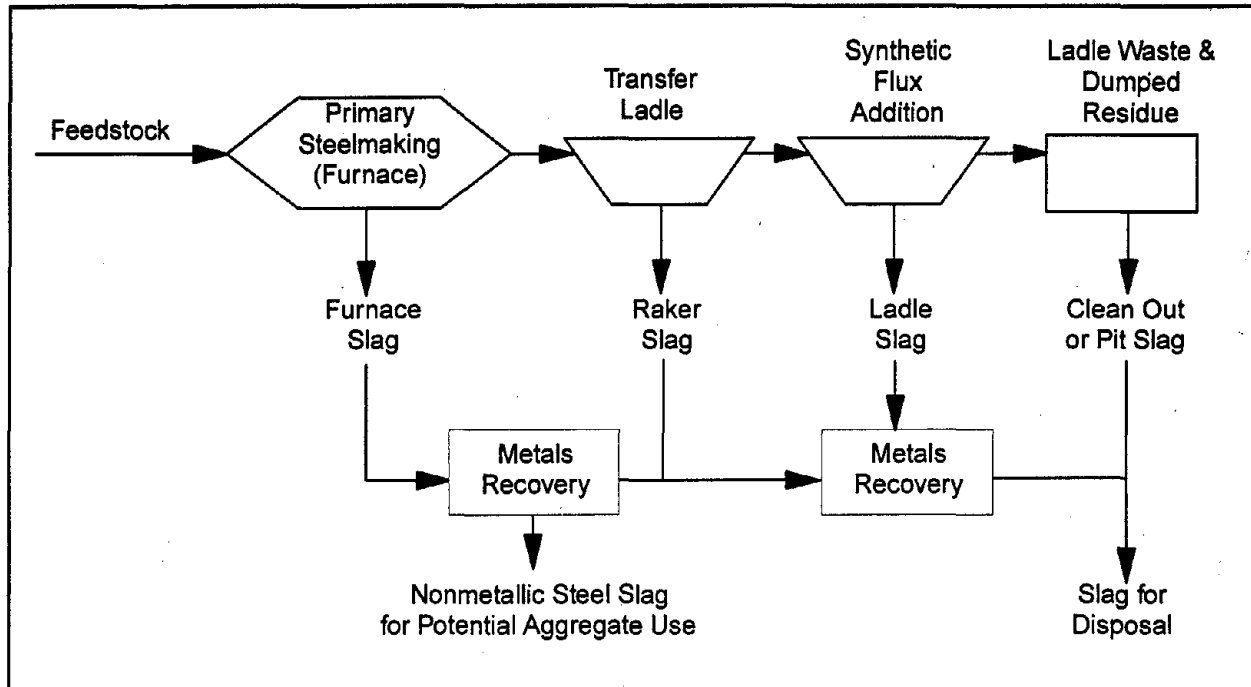 Feedstock
Primary
Steelmaking
(Furnace)
Transfer
Ladle
Synthetic
Flux
Addition
Ladle Waste &
Dumped
Residue
Furnace
Slag
Raker
Slag
Ladle
Slag
Clean Out
or Pit Slag
Metals
Recovery
Metals
Recovery
Nonmetallic Steel Slag
for Potential Aggregate Use
Slag for
Disposal